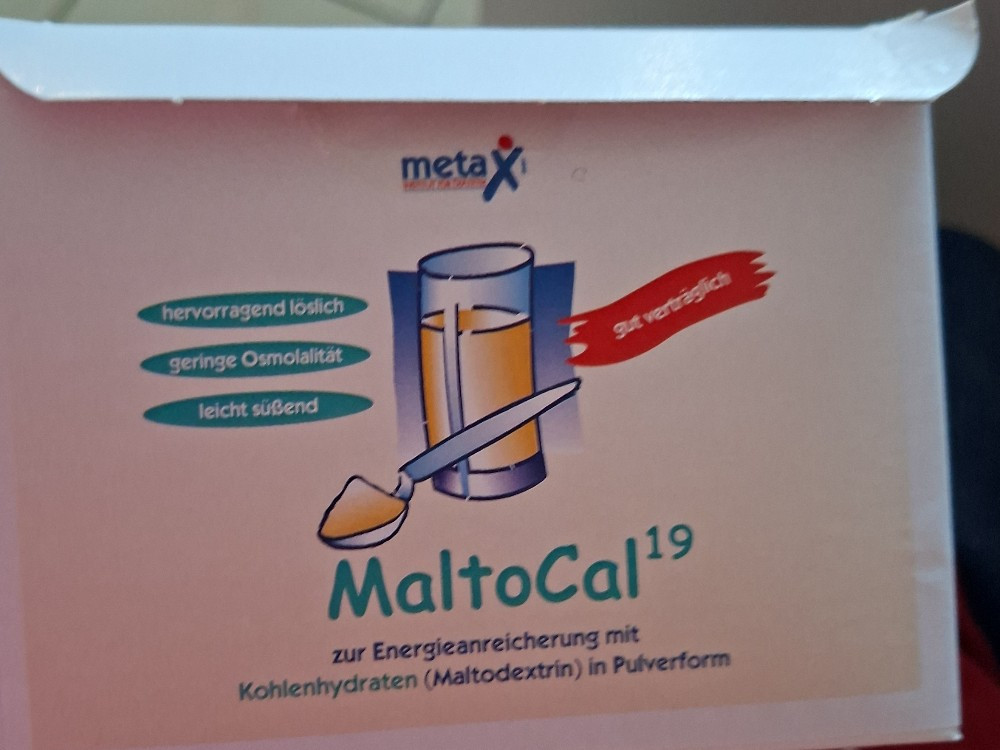 metaX
hervorragend löslich
geringe Osmolalität
leicht süßend
gut verträglich
MaltoCal¹⁹
zur Energieanreicherung mit
Kohlenhydraten (Maltodextrin) in Pulverform